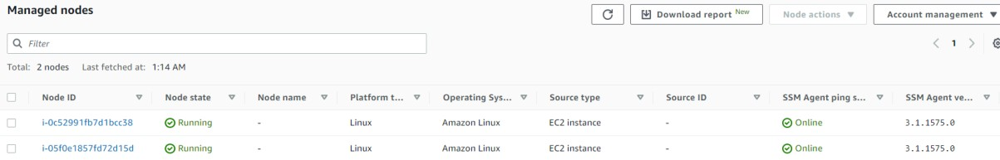 Managed nodes
Download report New
Node actions
Account management
Filter
1
Total: 2 nodes Last fetched at: 1:14 AM
Node ID Node state Node name Platform t... Operating Sys... Source type Source ID SSM Agent ping s... SSM Agent ve...
i-0c52991fb7d1bcc38 Running - Linux Amazon Linux EC2 instance - Online 3.1.1575.0
i-05f0e1857fd72d15d Running - Linux Amazon Linux EC2 instance - Online 3.1.1575.0